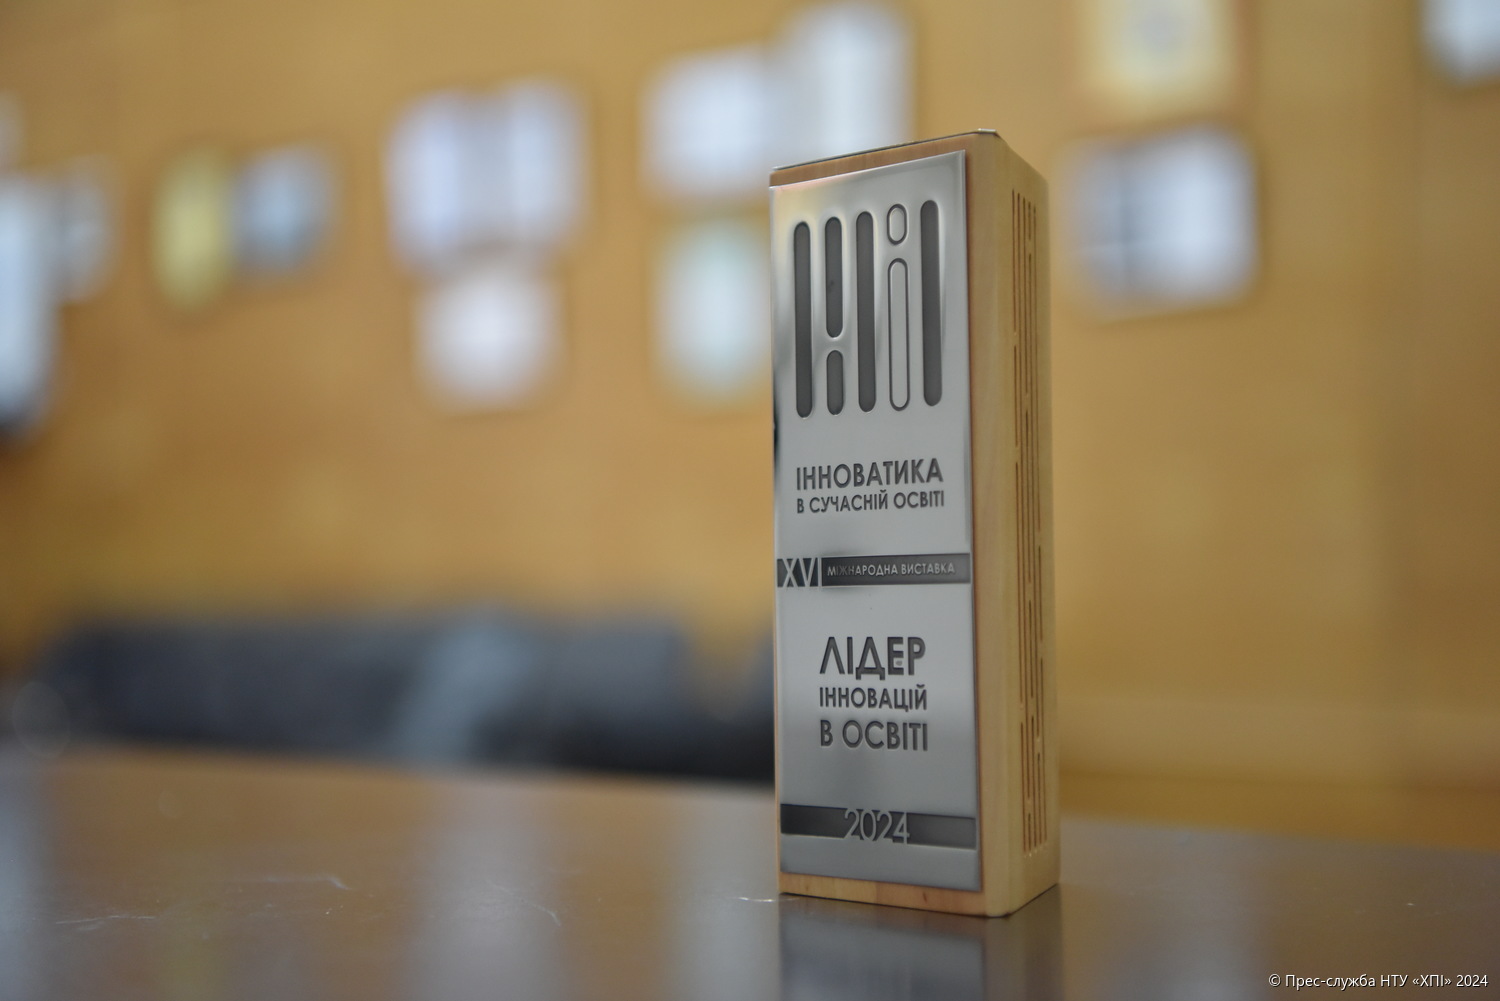 ІННОВАТИКА
В СУЧАСНІЙ ОСВІТІ
XVI МІЖНАРОДНА ВИСТАВКА
ЛІДЕР
ІННОВАЦІЙ
В ОСВІТІ
2024
© Прес-служба НТУ «ХПІ» 2024